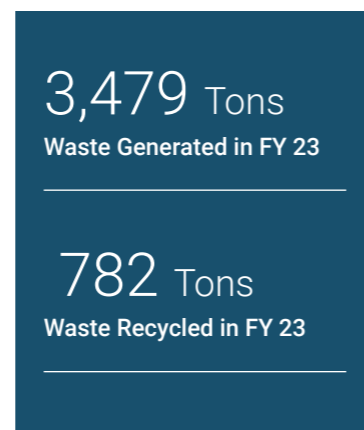 3,479 Tons
Waste Generated in FY 23
782 Tons
Waste Recycled in FY 23